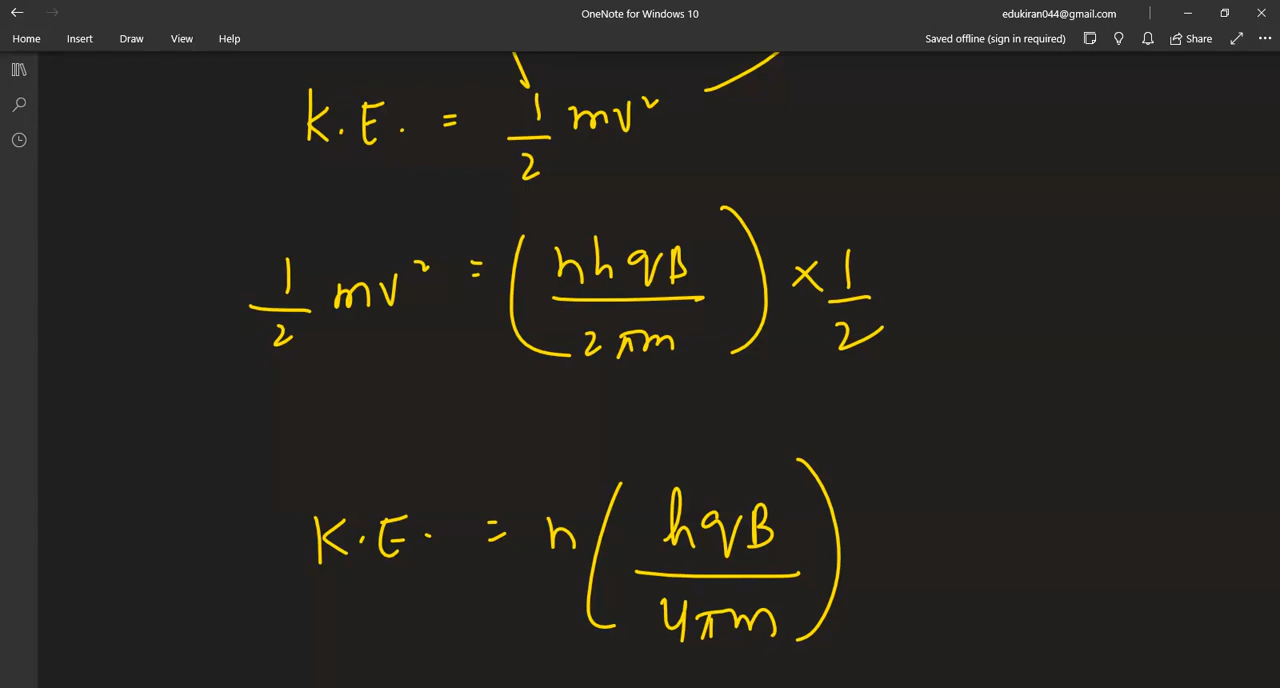 OneNote for Windows 10
edukiran044@gmail.com
Home Insert Draw View Help
Saved offline (sign in required) Share
K.E. = 1/2 mv²
1/2 mv² = (nhqB / 2πm) × 1/2
K.E. = n (hqB / 4πm)